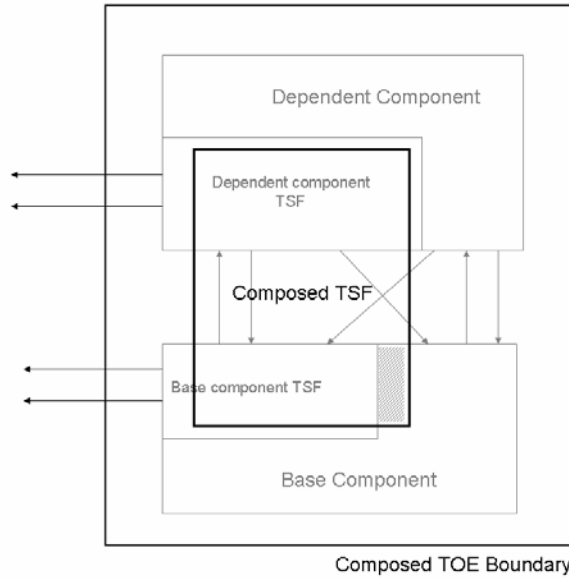 Dependent Component
Dependent component
TSF
Composed TSF
Base component TSF
Base Component
Composed TOE Boundary